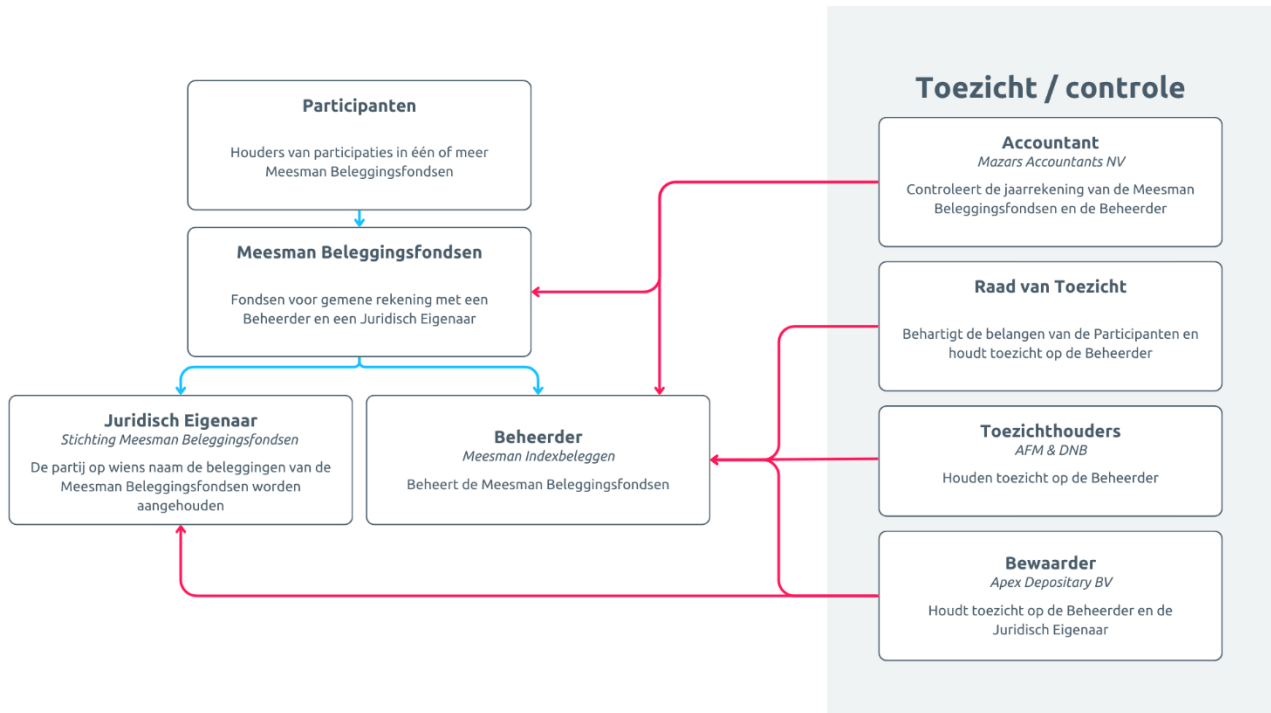 Participanten
Houders van participaties in één of meer
Meesman Beleggingsfondsen
Meesman Beleggingsfondsen
Fondsen voor gemene rekening met een
Beheerder en een Juridisch Eigenaar
Juridisch Eigenaar
Stichting Meesman Beleggingsfondsen
De partij op wiens naam de beleggingen van de
Meesman Beleggingsfondsen worden
aangehouden
Beheerder
Meesman Indexbeleggen
Beheert de Meesman Beleggingsfondsen
Toezicht / controle
Accountant
Mazars Accountants NV
Controleert de jaarrekening van de Meesman
Beleggingsfondsen en de Beheerder
Raad van Toezicht
Behartigt de belangen van de Participanten en
houdt toezicht op de Beheerder
Toezichthouders
AFM & DNB
Houden toezicht op de Beheerder
Bewaarder
Apex Depositary BV
Houdt toezicht op de Beheerder en de
Juridisch Eigenaar